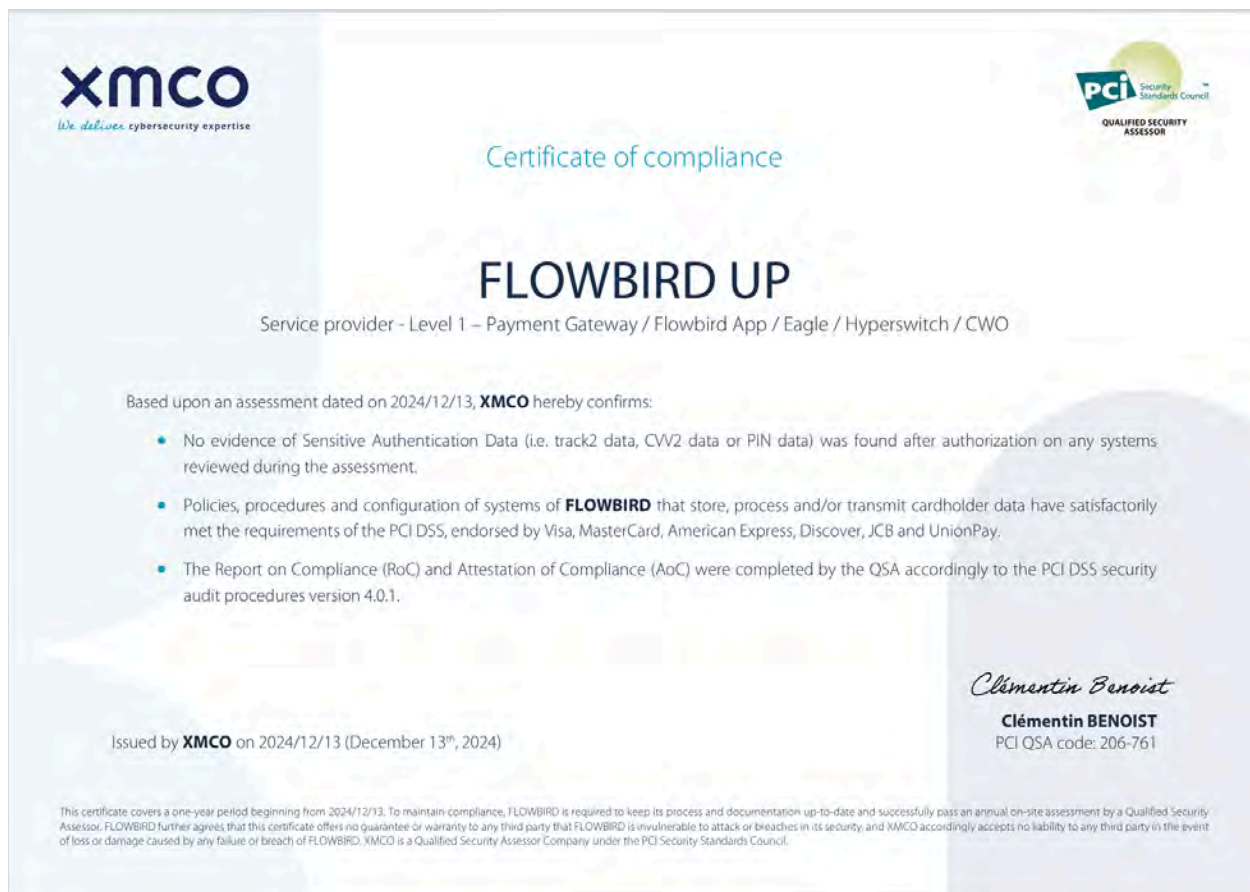 xmco
We deliver cybersecurity expertise
PCI Security Standards Council ™
QUALIFIED SECURITY
ASSESSOR
Certificate of compliance
FLOWBIRD UP
Service provider - Level 1 – Payment Gateway / Flowbird App / Eagle / Hyperswitch / CWO
Based upon an assessment dated on 2024/12/13, XMCO hereby confirms:
• No evidence of Sensitive Authentication Data (i.e. track2 data, CVV2 data or PIN data) was found after authorization on any systems
reviewed during the assessment.
• Policies, procedures and configuration of systems of FLOWBIRD that store, process and/or transmit cardholder data have satisfactorily
met the requirements of the PCI DSS, endorsed by Visa, MasterCard, American Express, Discover, JCB and UnionPay.
• The Report on Compliance (RoC) and Attestation of Compliance (AoC) were completed by the QSA accordingly to the PCI DSS security
audit procedures version 4.0.1.
Clémentin Benoist
Clémentin BENOIST
PCI QSA code: 206-761
Issued by XMCO on 2024/12/13 (December 13th, 2024)
This certificate covers a one-year period beginning from 2024/12/13. To maintain compliance, FLOWBIRD is required to keep its process and documentation up-to-date and successfully pass an annual on-site assessment by a Qualified Security
Assessor. FLOWBIRD further agrees that this certificate offers no guarantee or warranty to any third party that FLOWBIRD is invulnerable to attack or breaches in its security, and XMCO accordingly accepts no liability to any third party in the event
of loss or damage caused by any failure or breach of FLOWBIRD. XMCO is a Qualified Security Assessor Company under the PCI Security Standards Council.